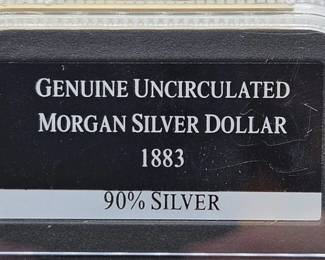 GENUINE UNCIRCULATED
MORGAN SILVER DOLLAR
1883
90% SILVER